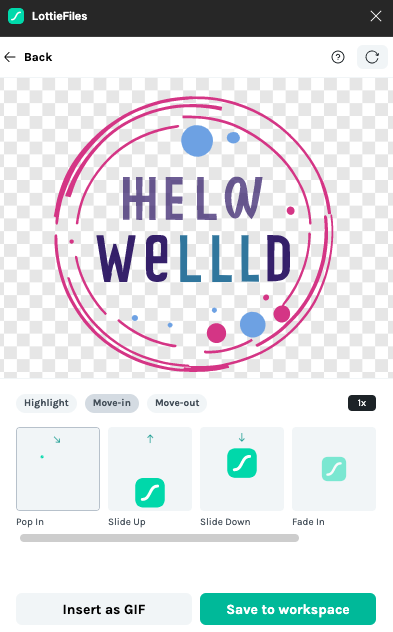 LottieFiles
Back
WeLLLD
Highlight
Move-in
Move-out
1x
Pop In
Slide Up
Slide Down
Fade In
Insert as GIF
Save to workspace